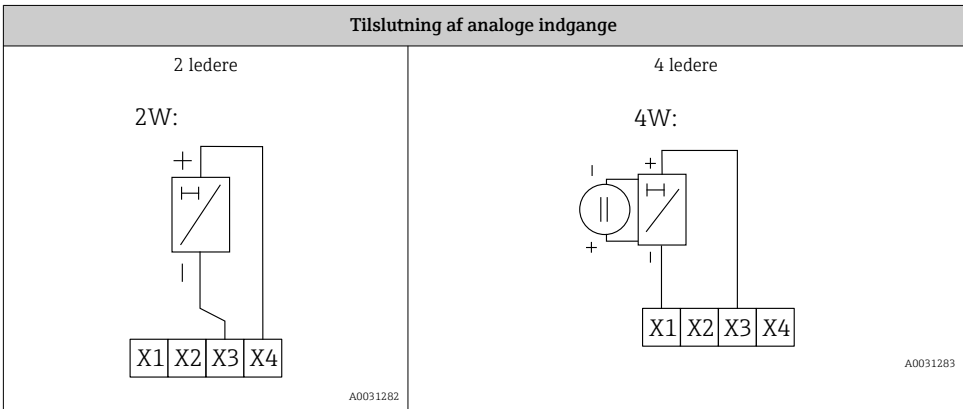 Tilslutning af analoge indgange
2 ledere
2W:
+
−
X1 X2 X3 X4
A0031282
4 ledere
4W:
− +
+ −
X1 X2 X3 X4
A0031283